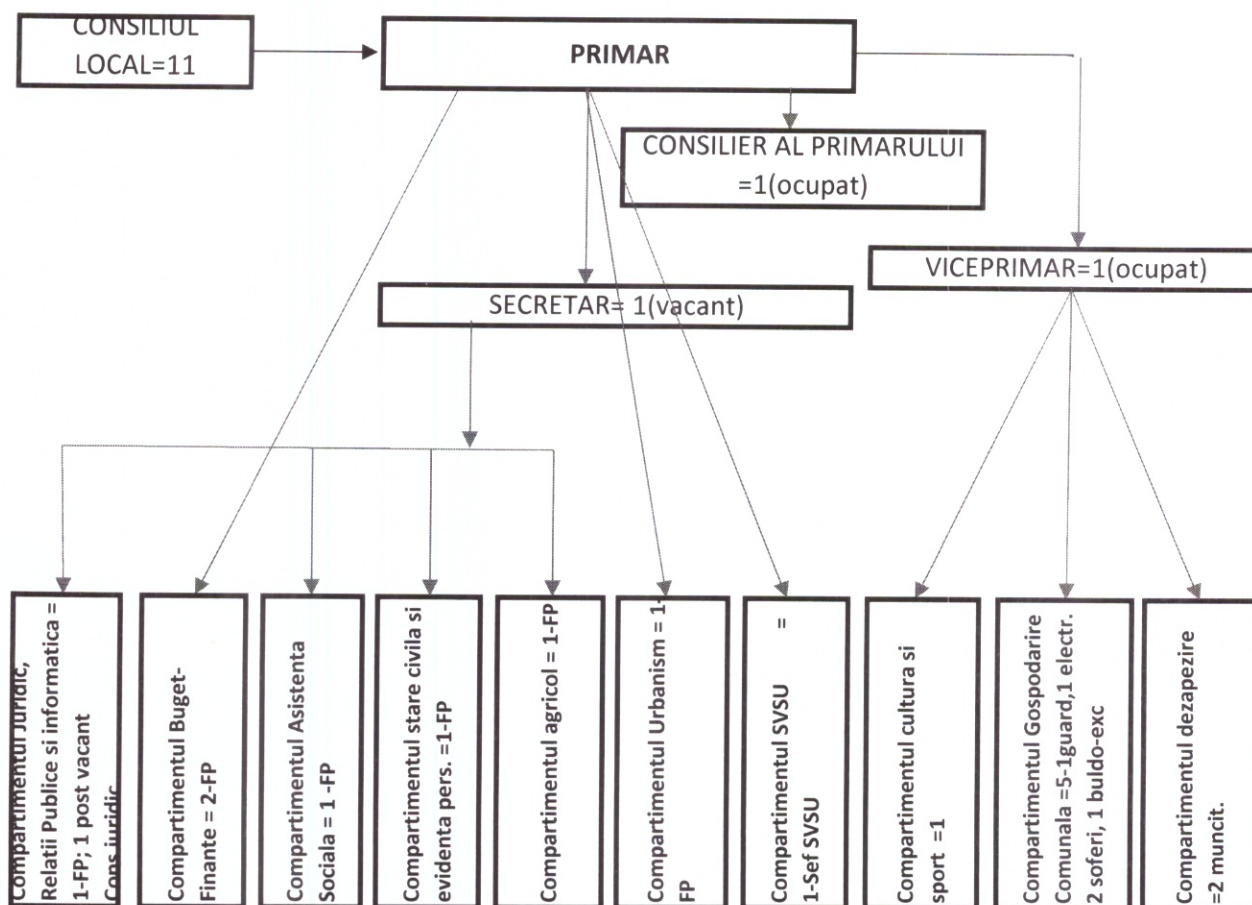 CONSILIUL
LOCAL=11
PRIMAR
CONSILIER AL PRIMARULUI
=1(ocupat)
VICEPRIMAR=1(ocupat)
SECRETAR= 1(vacant)
Compartimentul Juridic,
Relatii Publice si informatica =
1-FP; 1 post vacant
Cons juridic
Compartimentul Buget-
Finante = 2-FP
Compartimentul Asistenta
Sociala = 1 -FP
Compartimentul stare civila si
evidenta pers. =1-FP
Compartimentul agricol = 1-FP
Compartimentul Urbanism = 1-
FP
Compartimentul SVSU =
1-Sef SVSU
Compartimentul cultura si
sport =1
Compartimentul Gospodarire
Comunala =5-1guard,1 electr.
2 soferi, 1 buldo-exc
Compartimentul dezapezire
=2 muncit.